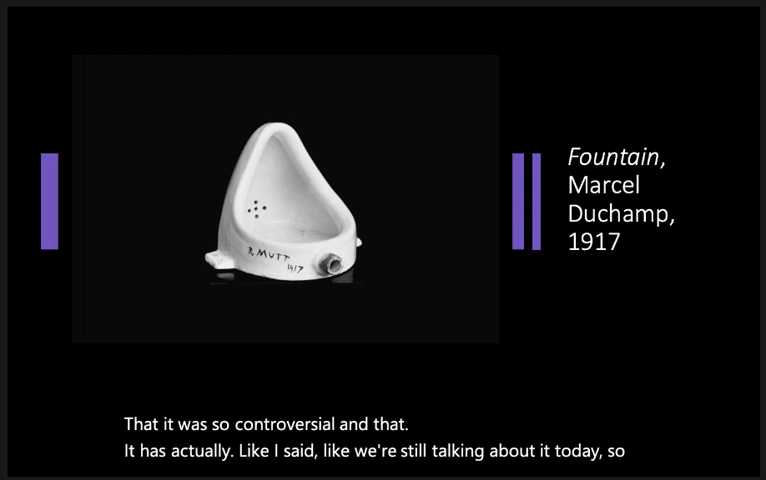 R. MUTT
1917
Fountain,
Marcel
Duchamp,
1917
That it was so controversial and that.
It has actually. Like I said, like we're still talking about it today, so